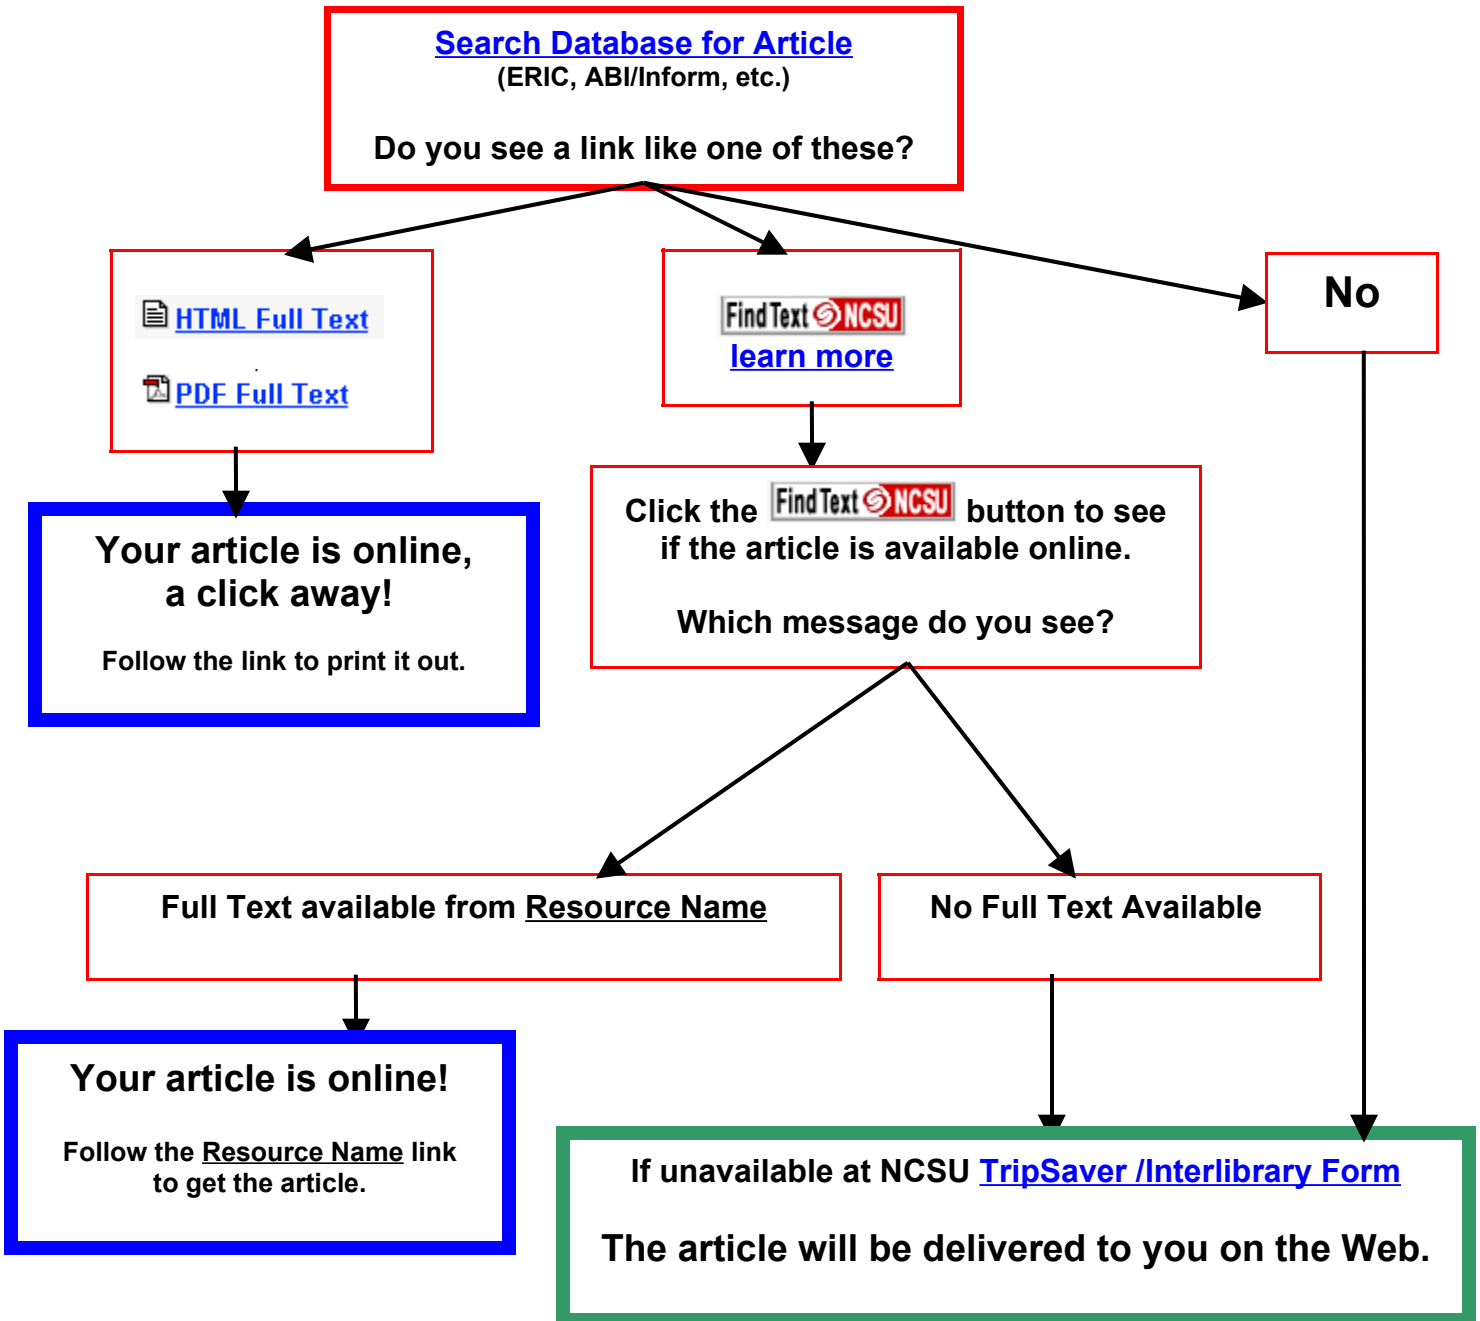 Search Database for Article
(ERIC, ABI/Inform, etc.)
Do you see a link like one of these?
HTML Full Text
PDF Full Text
FindText NCSU
learn more
No
Click the FindText NCSU button to see
if the article is available online.
Which message do you see?
Your article is online,
a click away!
Follow the link to print it out.
Full Text available from Resource Name
No Full Text Available
Your article is online!
Follow the Resource Name link
to get the article.
If unavailable at NCSU TripSaver /Interlibrary Form
The article will be delivered to you on the Web.